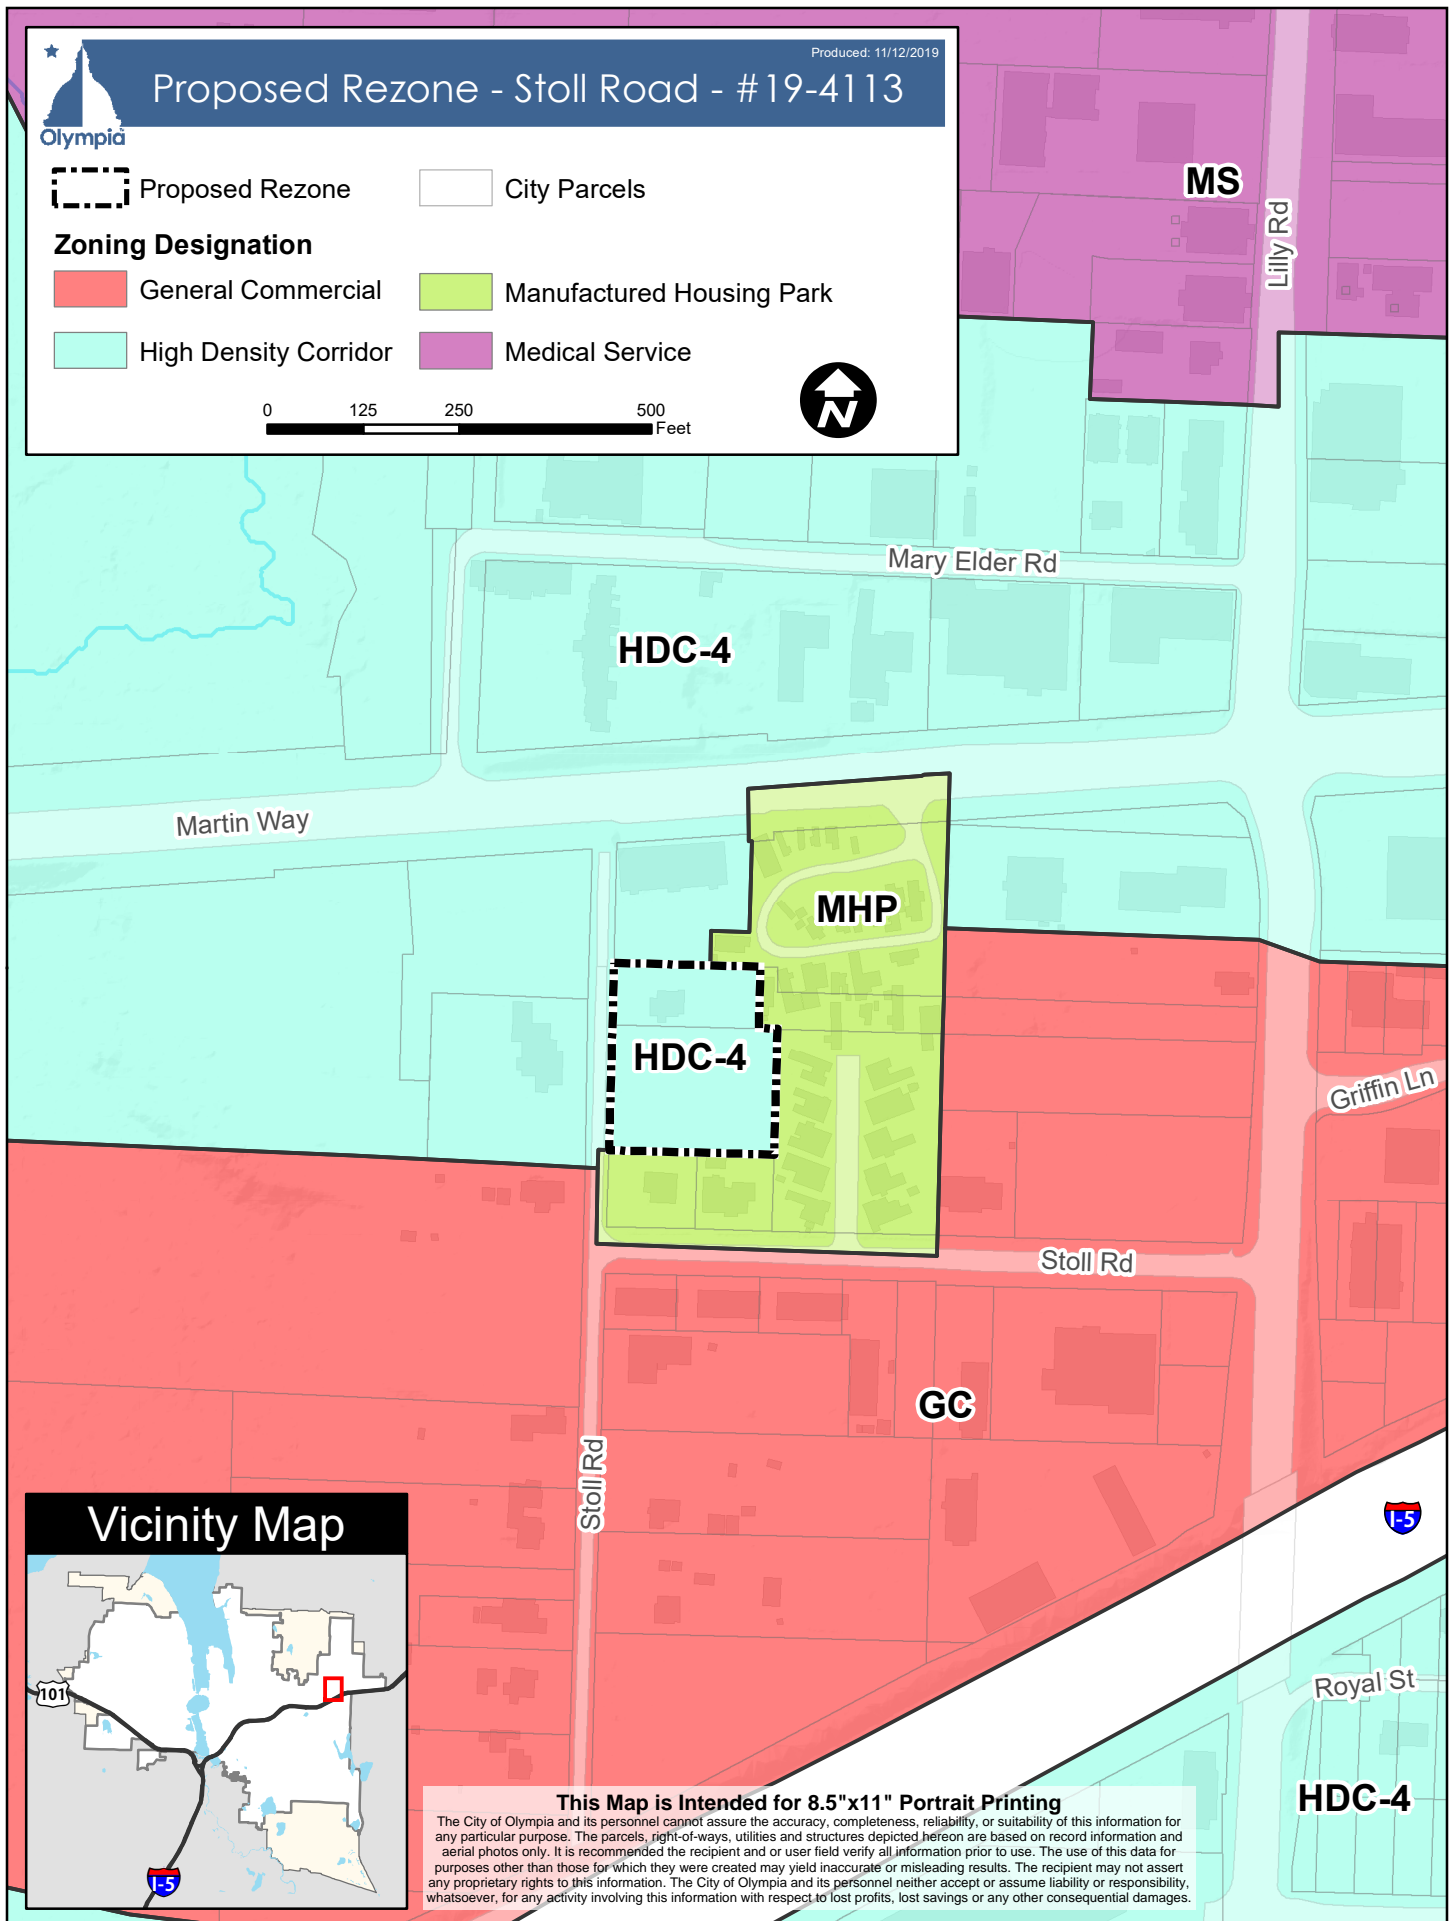 Produced: 11/12/2019
Proposed Rezone - Stoll Road - #19-4113
Olympia
Proposed Rezone
City Parcels
Zoning Designation
General Commercial
Manufactured Housing Park
High Density Corridor
Medical Service
0 125 250 500
Feet
N
MS
Lilly Rd
Mary Elder Rd
HDC-4
Martin Way
MHP
HDC-4
Griffin Ln
Stoll Rd
GC
Stoll Rd
I-5
Royal St
HDC-4
Vicinity Map
101
I-5
This Map is Intended for 8.5"x11" Portrait Printing
The City of Olympia and its personnel cannot assure the accuracy, completeness, reliability, or suitability of this information for
any particular purpose. The parcels, right-of-ways, utilities and structures depicted hereon are based on record information and
aerial photos only. It is recommended the recipient and or user field verify all information prior to use. The use of this data for
purposes other than those for which they were created may yield inaccurate or misleading results. The recipient may not assert
any proprietary rights to this information. The City of Olympia and its personnel neither accept or assume liability or responsibility,
whatsoever, for any activity involving this information with respect to lost profits, lost savings or any other consequential damages.